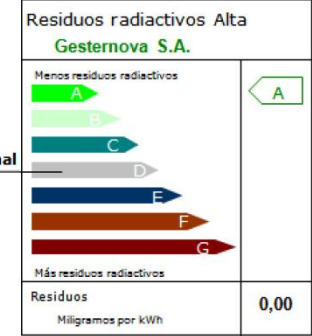 Residuos radiactivos Alta
Gesternova S.A.
Menos residuos radiactivos
A
A
B
C
nal
D
E
F
G
Más residuos radiactivos
Residuos
0,00
Miligramos por kWh